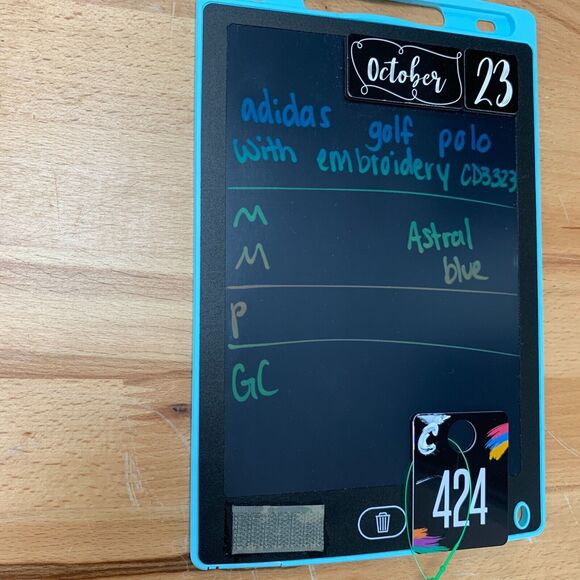 October 23
adidas golf polo
with embroidery CD3323
M
Astral
M
blue
P
GC
C
424